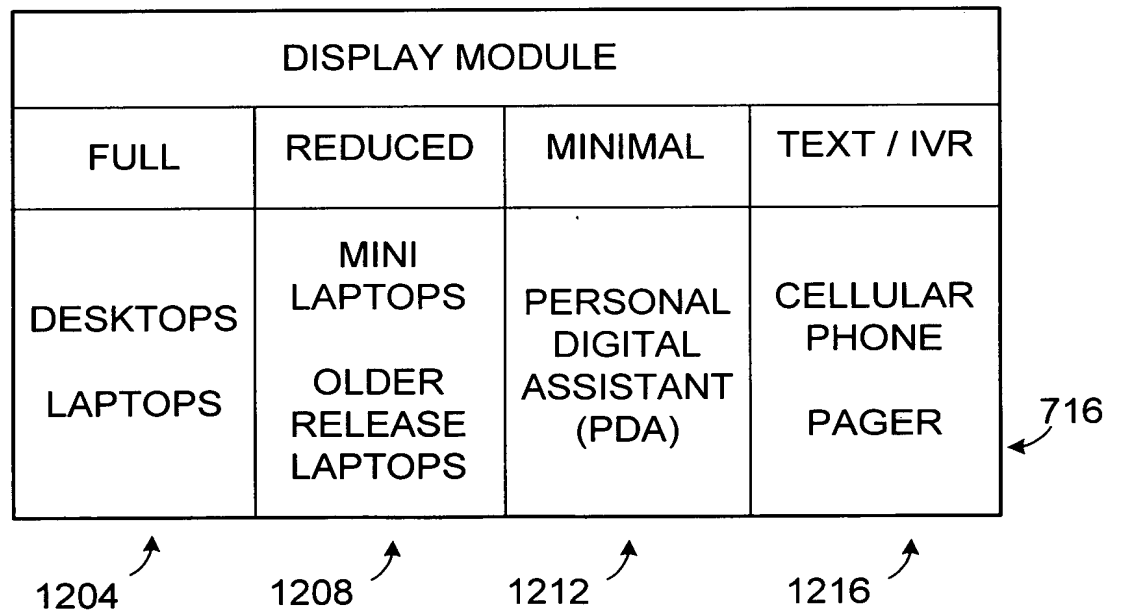 DISPLAY MODULE
FULL
REDUCED
MINIMAL
TEXT / IVR
DESKTOPS
LAPTOPS
MINI
LAPTOPS
OLDER
RELEASE
LAPTOPS
PERSONAL
DIGITAL
ASSISTANT
(PDA)
CELLULAR
PHONE
PAGER
716
1204
1208
1212
1216